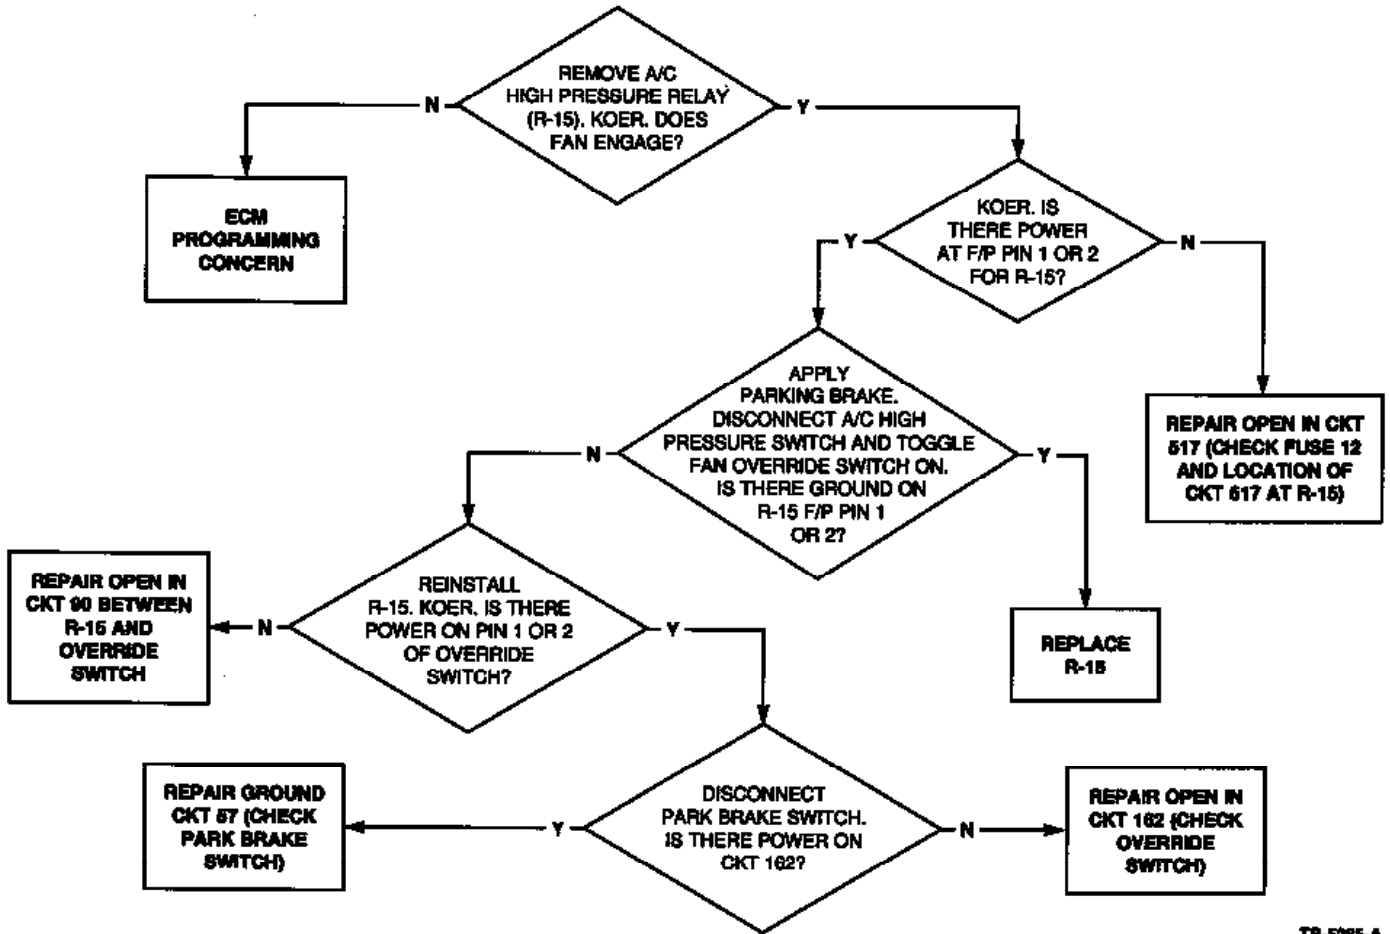 REMOVE A/C
HIGH PRESSURE RELAY
(R-15). KOER. DOES
FAN ENGAGE?
N
Y
ECM
PROGRAMMING
CONCERN
KOER. IS
THERE POWER
AT F/P PIN 1 OR 2
FOR R-15?
Y
N
APPLY
PARKING BRAKE.
DISCONNECT A/C HIGH
PRESSURE SWITCH AND TOGGLE
FAN OVERRIDE SWITCH ON.
IS THERE GROUND ON
R-15 F/P PIN 1
OR 2?
N
Y
REPAIR OPEN IN CKT
517 (CHECK FUSE 12
AND LOCATION OF
CKT 517 AT R-15)
REINSTALL
R-15. KOER. IS THERE
POWER ON PIN 1 OR 2
OF OVERRIDE
SWITCH?
N
Y
REPAIR OPEN IN
CKT 90 BETWEEN
R-15 AND
OVERRIDE
SWITCH
REPLACE
R-15
DISCONNECT
PARK BRAKE SWITCH.
IS THERE POWER ON
CKT 162?
Y
N
REPAIR GROUND
CKT 57 (CHECK
PARK BRAKE
SWITCH)
REPAIR OPEN IN
CKT 162 (CHECK
OVERRIDE
SWITCH)